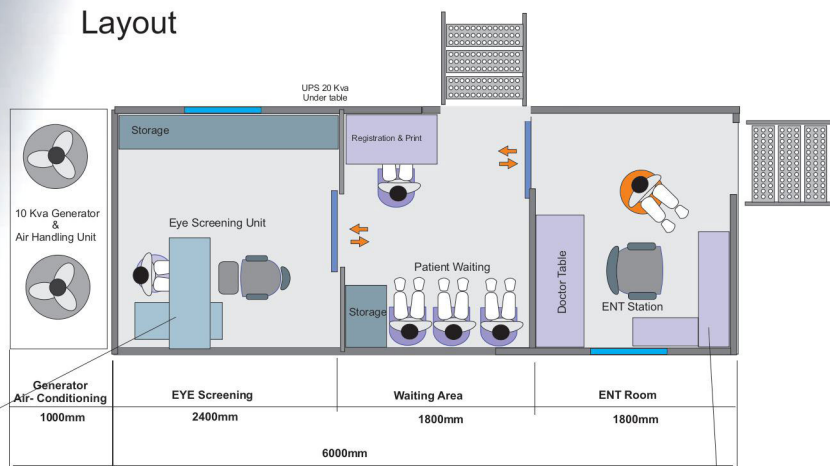 Layout
UPS 20 Kva
Under table
Storage
Registration & Print
10 Kva Generator
&
Air Handling Unit
Eye Screening Unit
Patient Waiting
Storage
Doctor Table
ENT Station
Generator
Air- Conditioning
EYE Screening
Waiting Area
ENT Room
1000mm
2400mm
1800mm
1800mm
6000mm